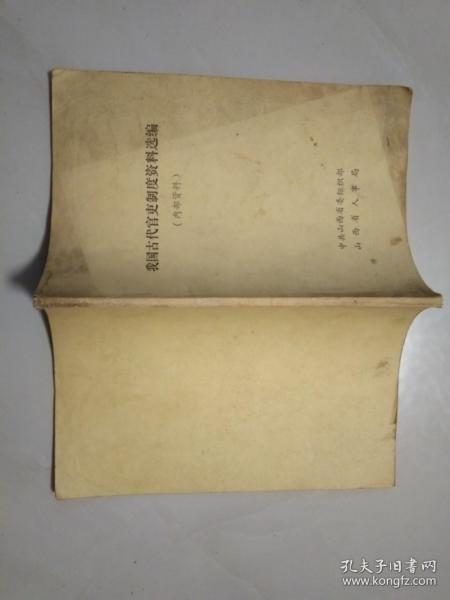 我国古代官吏制度资料选编
(内部资料)
中共山西省委组织部
山西省人事局
孔夫子旧书网
www.kongfz.com